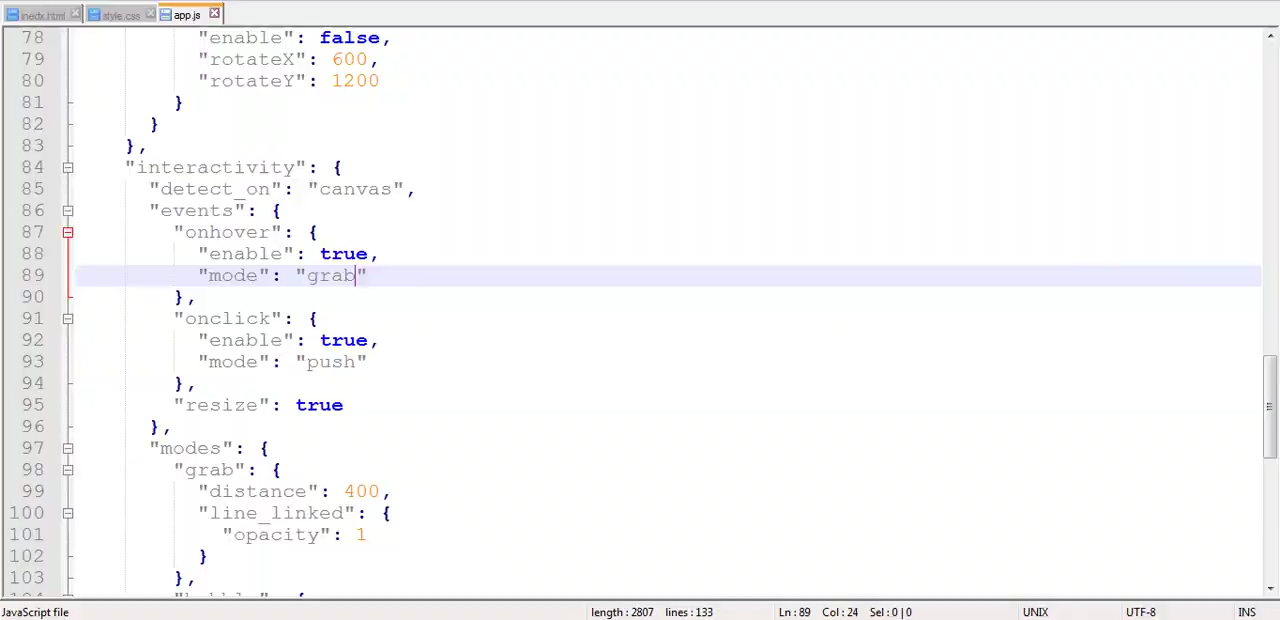 inedx.html style.css app.js
78 "enable": false,
79 "rotateX": 600,
80 "rotateY": 1200
81 }
82 }
83 },
84 "interactivity": {
85 "detect_on": "canvas",
86 "events": {
87 "onhover": {
88 "enable": true,
89 "mode": "grab"
90 },
91 "onclick": {
92 "enable": true,
93 "mode": "push"
94 },
95 "resize": true
96 },
97 "modes": {
98 "grab": {
99 "distance": 400,
100 "line_linked": {
101 "opacity": 1
102 }
103 },
JavaScript file length : 2807 lines : 133 Ln : 89 Col : 24 Sel : 0 | 0 UNIX UTF-8 INS